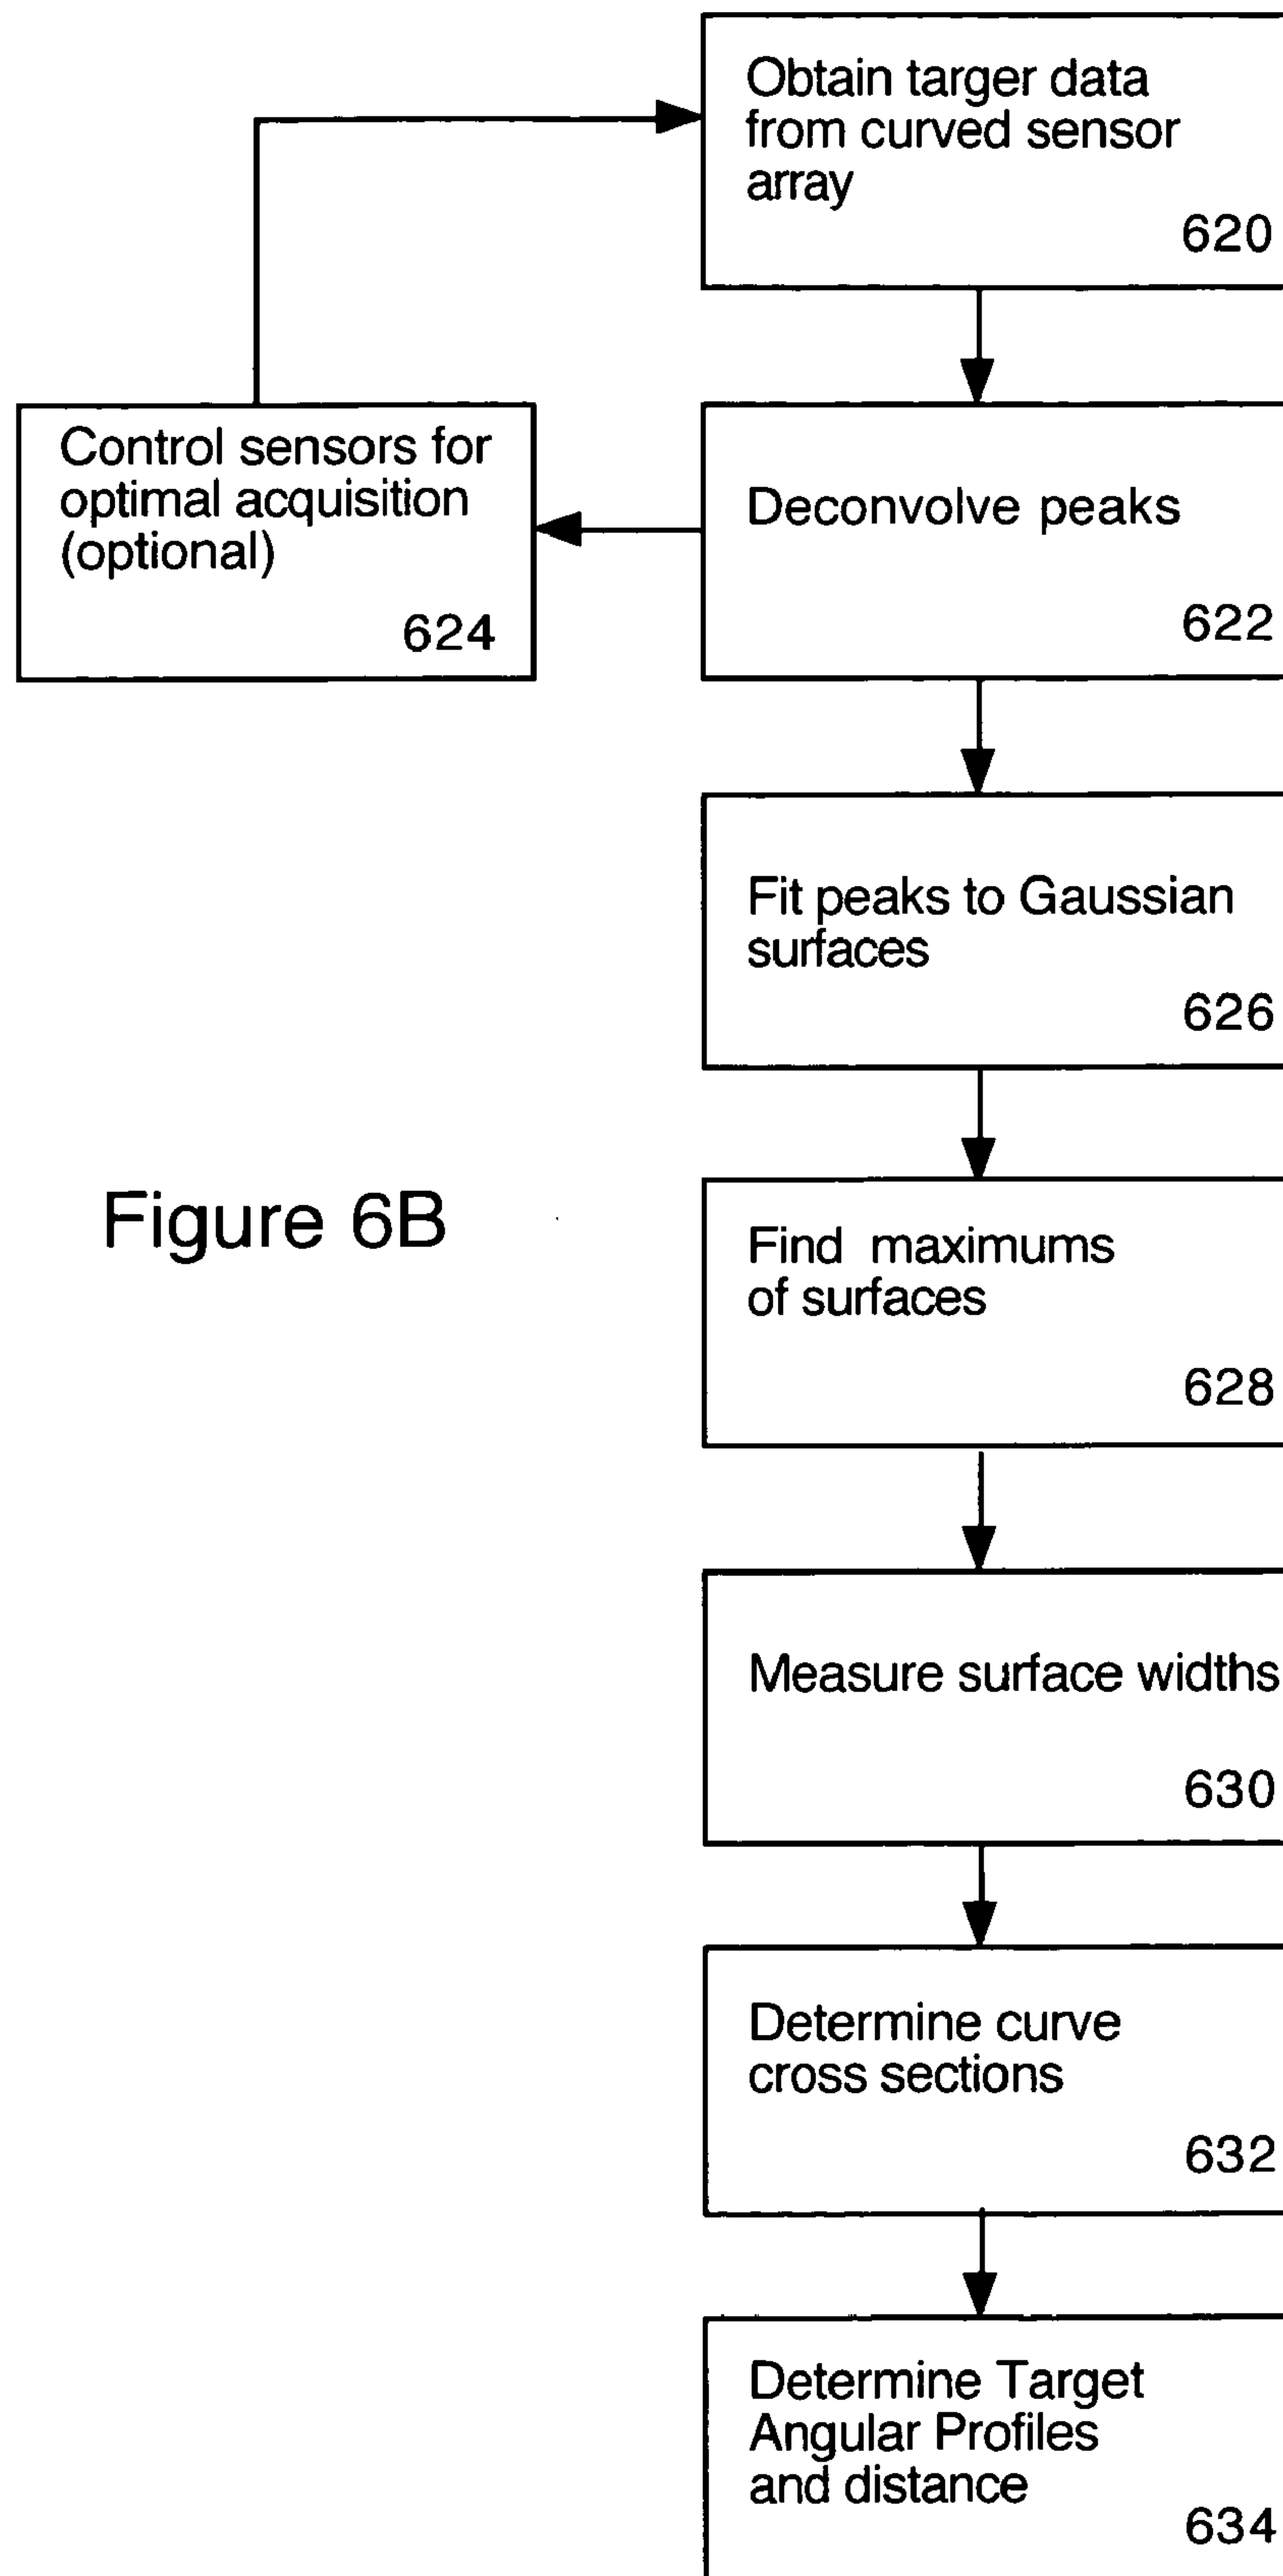 Obtain targer data
from curved sensor
array
620
Control sensors for
optimal acquisition
(optional)
624
Deconvolve peaks
622
Fit peaks to Gaussian
surfaces
626
Figure 6B
Find maximums
of surfaces
628
Measure surface widths
630
Determine curve
cross sections
632
Determine Target
Angular Profiles
and distance
634